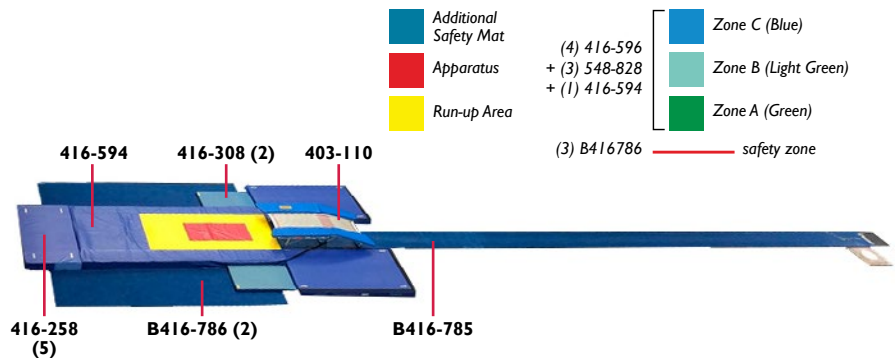 Additional
Safety Mat
Apparatus
Run-up Area
(4) 416-596
+ (3) 548-828
+ (1) 416-594
Zone C (Blue)
Zone B (Light Green)
Zone A (Green)
(3) B416786
safety zone
416-594
416-308 (2)
403-110
416-258
(5)
B416-786 (2)
B416-785